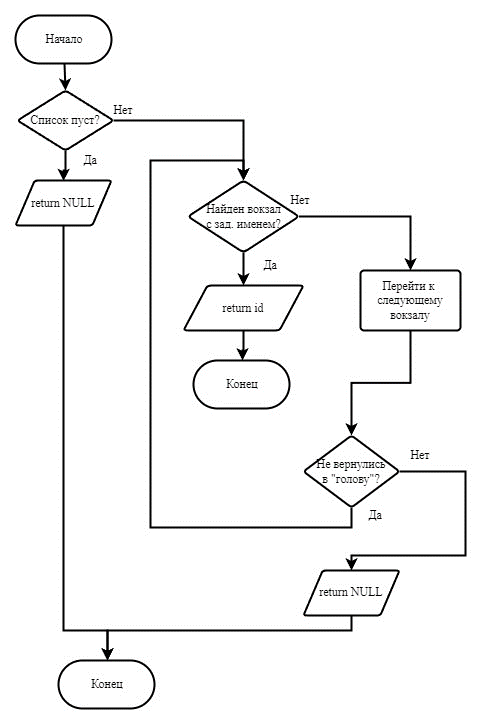 Начало
Список пуст?
Нет
Да
return NULL
Найден вокзал
с зад. именем?
Нет
Да
return id
Перейти к
следующему
вокзалу
Конец
Не вернулись
в "голову"?
Нет
Да
return NULL
Конец